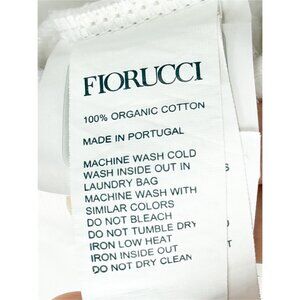 FIORUCCI
100% ORGANIC COTTON
MADE IN PORTUGAL
MACHINE WASH COLD
WASH INSIDE OUT IN
LAUNDRY BAG
MACHINE WASH WITH
SIMILAR COLORS
DO NOT BLEACH
DO NOT TUMBLE DRY
IRON LOW HEAT
IRON INSIDE OUT
DO NOT DRY CLEAN